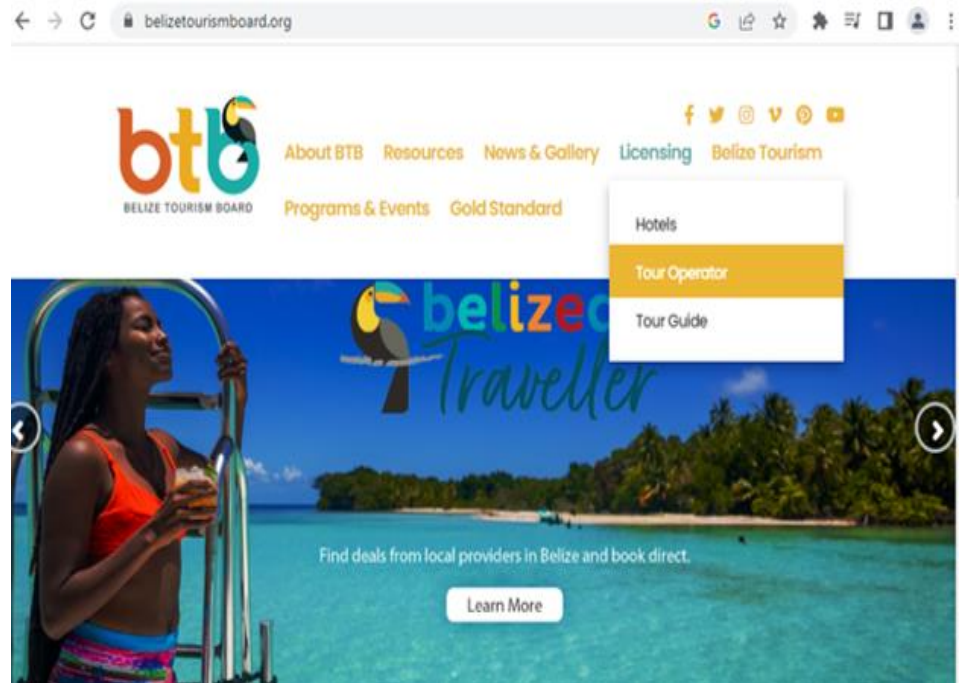 belizetourismboard.org
btb
BELIZE TOURISM BOARD
About BTB Resources News & Gallery Licensing Belize Tourism
Programs & Events Gold Standard
Hotels
Tour Operator
Tour Guide
belize
Traveller
Find deals from local providers in Belize and book direct.
Learn More